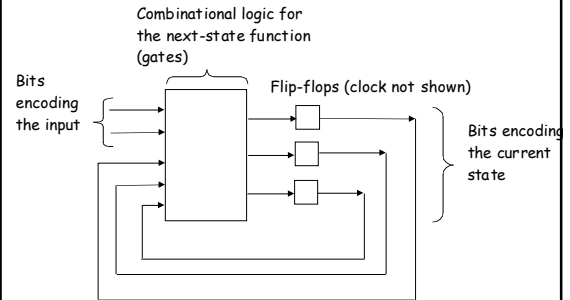 Combinational logic for
the next-state function
(gates)
Bits
encoding
the input
Flip-flops (clock not shown)
Bits encoding
the current
state